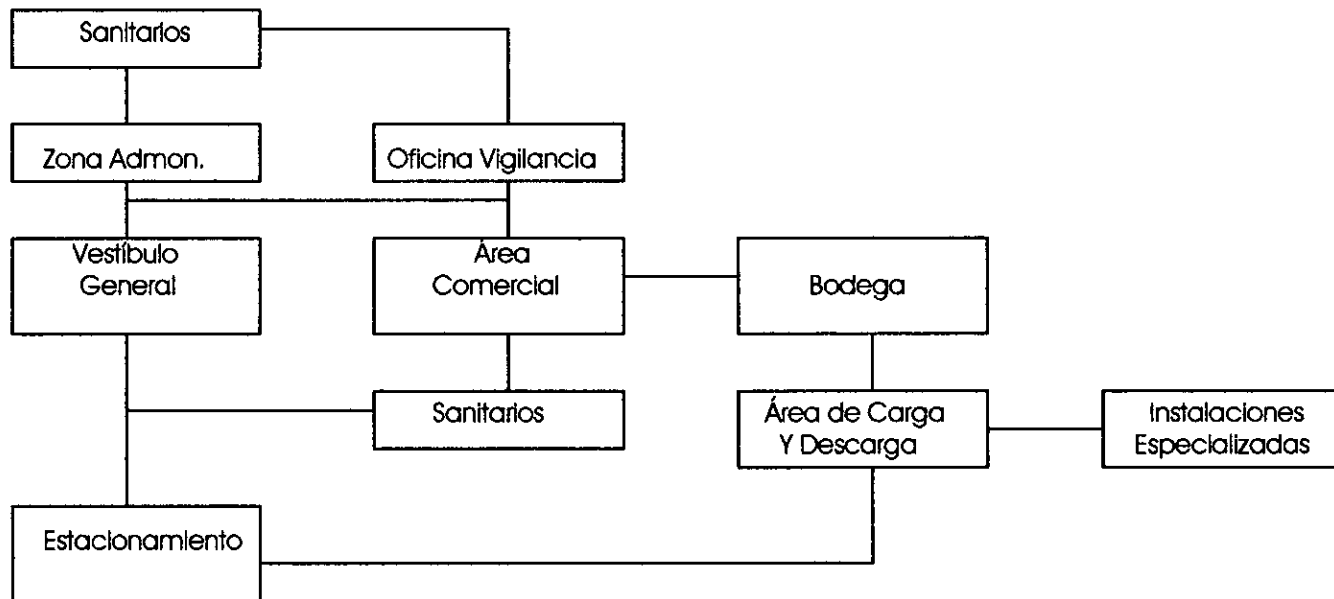 Sanitarios
Zona Admon.
Oficina Vigilancia
Vestíbulo
General
Área
Comercial
Bodega
Sanitarios
Área de Carga
Y Descarga
Instalaciones
Especializadas
Estacionamiento